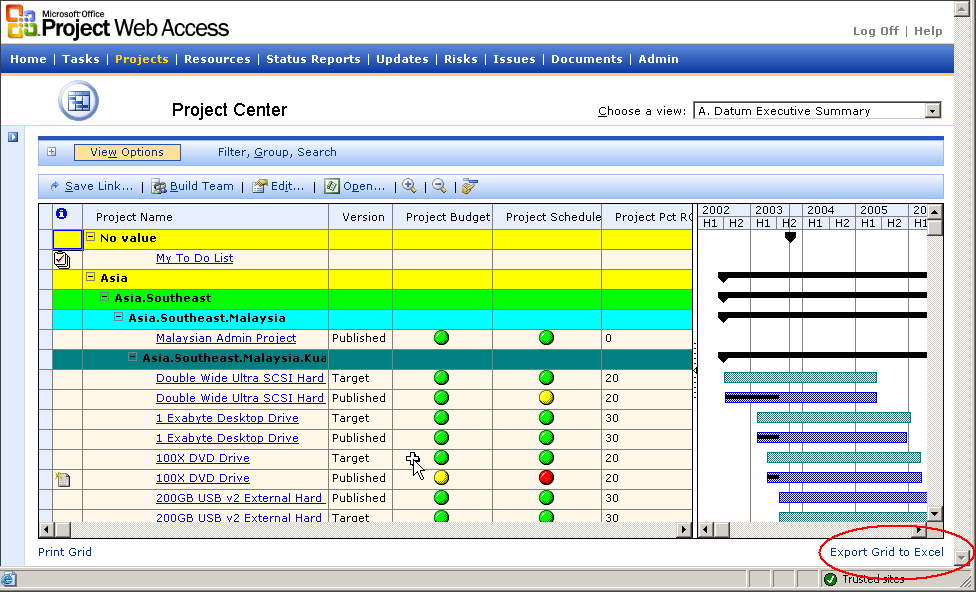 Microsoft Office
Project Web Access
Log Off | Help
Home | Tasks | Projects | Resources | Status Reports | Updates | Risks | Issues | Documents | Admin
Project Center
Choose a view: A. Datum Executive Summary
View Options Filter, Group, Search
Save Link... | Build Team | Edit... | Open... | |
Project Name Version Project Budget Project Schedule Project Pct RO
2002 2003 2004 2005 20
H1 H2 H1 H2 H1 H2 H1 H2 H1
No value
My To Do List
Asia
Asia.Southeast
Asia.Southeast.Malaysia
Malaysian Admin Project Published 0
Asia.Southeast.Malaysia.Kua
Double Wide Ultra SCSI Hard Target 20
Double Wide Ultra SCSI Hard Published 20
1 Exabyte Desktop Drive Target 30
1 Exabyte Desktop Drive Published 30
100X DVD Drive Target 20
100X DVD Drive Published 20
200GB USB v2 External Hard Published 30
200GB USB v2 External Hard Target 30
Print Grid Export Grid to Excel
Trusted sites